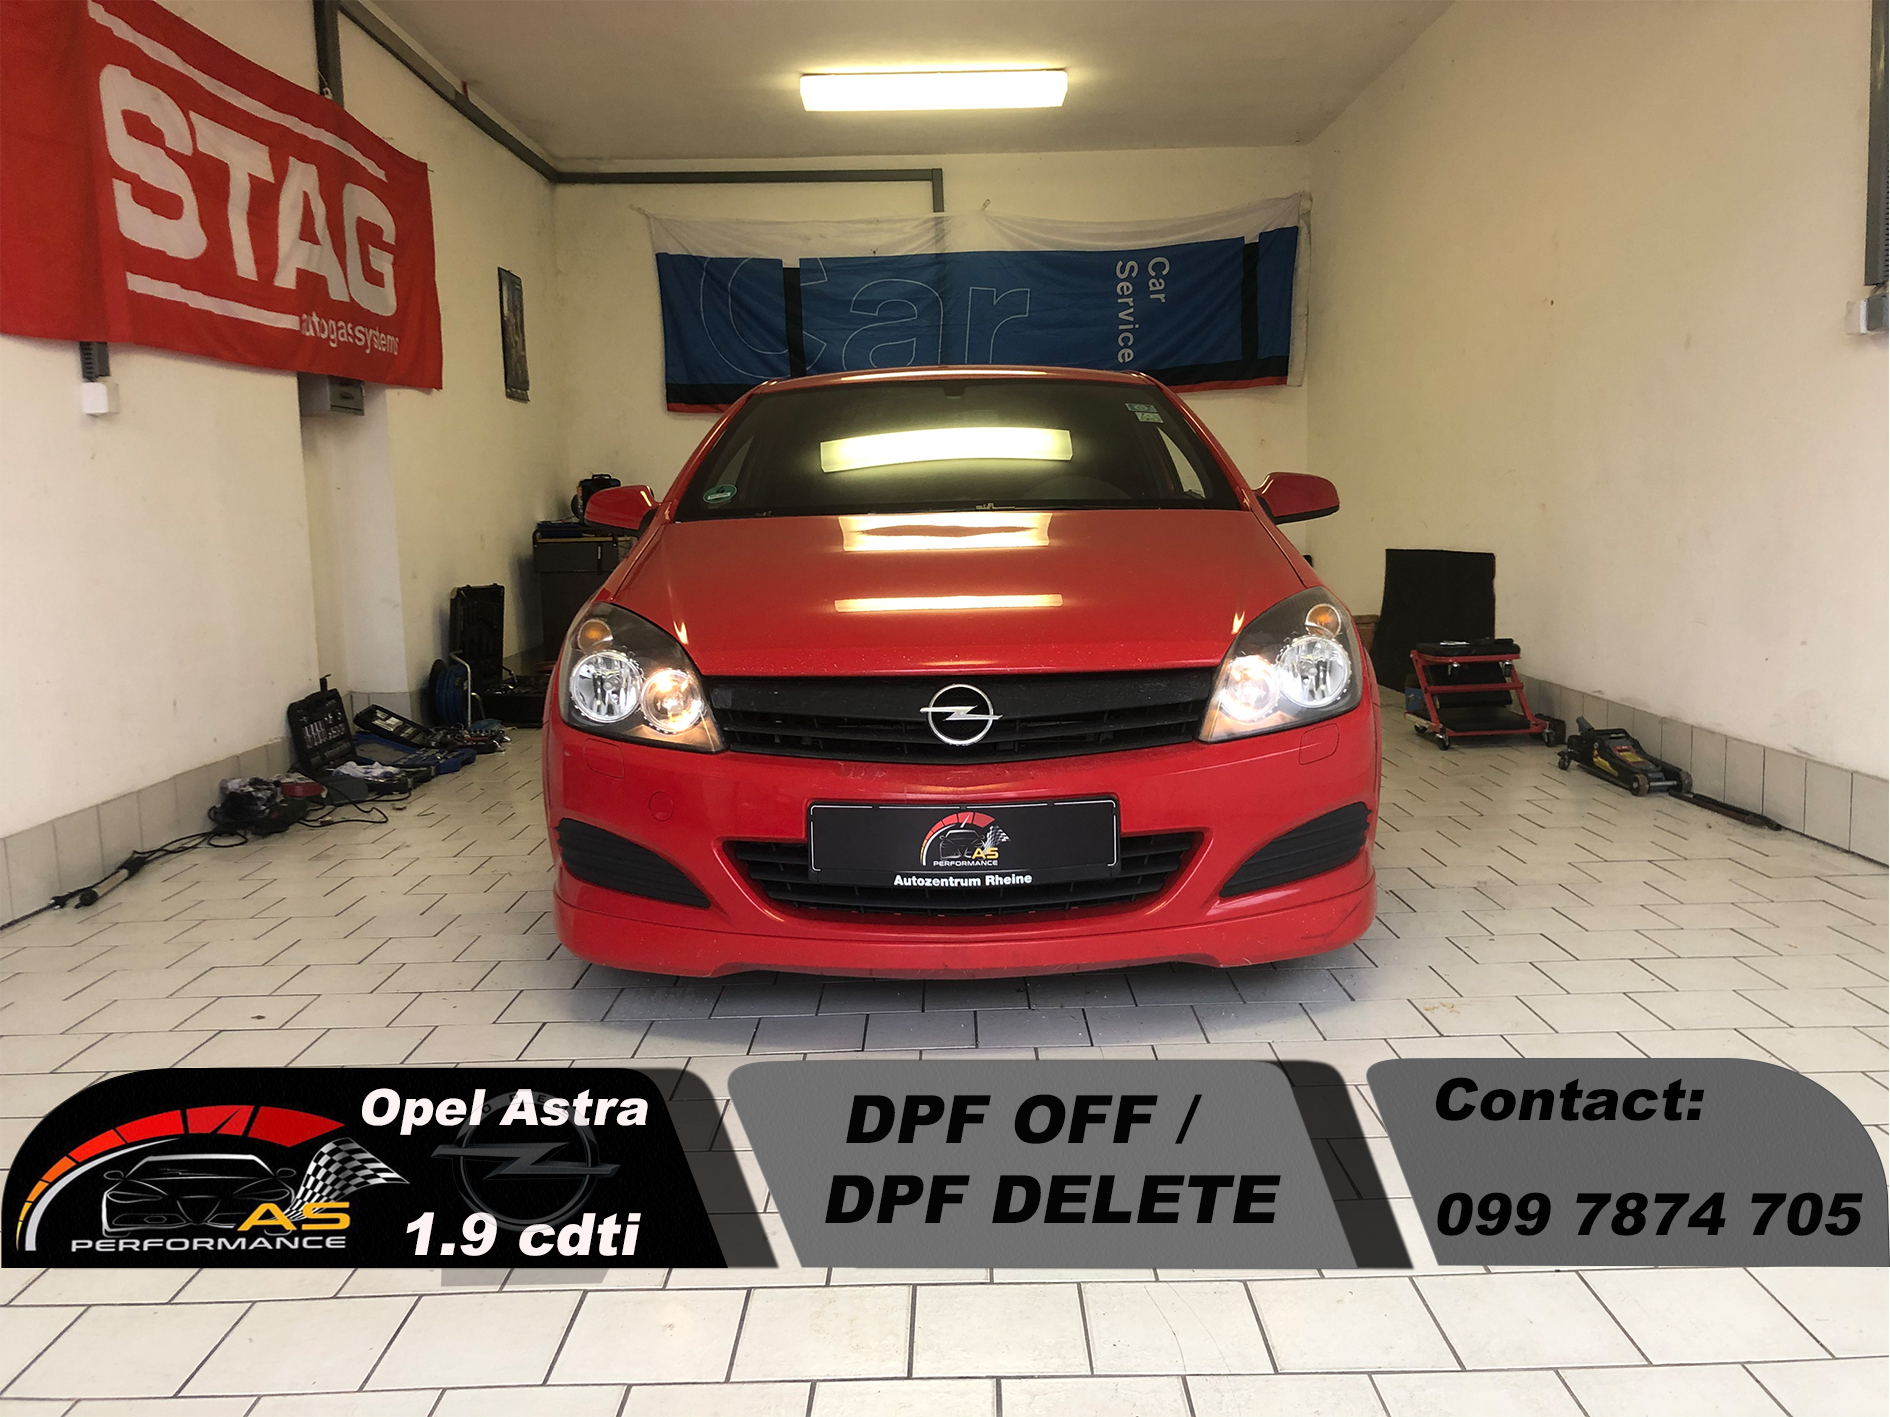 STAG
autogassystems
Car
Car
Service
AS
PERFORMANCE
Autozentrum Rheine
Opel Astra
1.9 cdti
AS
PERFORMANCE
DPF OFF /
DPF DELETE
Contact:
099 7874 705